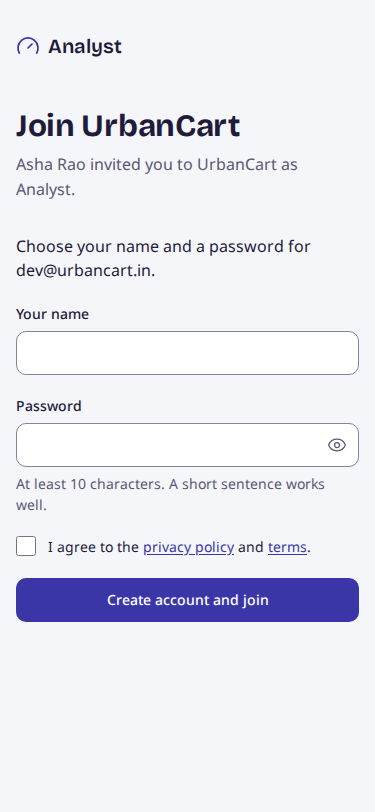 Analyst
Join UrbanCart
Asha Rao invited you to UrbanCart as
Analyst.
Choose your name and a password for
dev@urbancart.in.
Your name
Password
At least 10 characters. A short sentence works
well.
I agree to the privacy policy and terms.
Create account and join